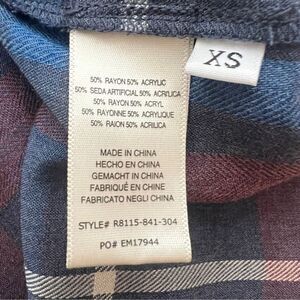 XS
50% RAYON 50% ACRYLIC
50% SEDA ARTIFICIAL 50% ACRILICA
50% RAYON 50% ACRYL
50% RAYONNE 50% ACRYLIQUE
50% RAION 50% ACRILICA
MADE IN CHINA
HECHO EN CHINA
GEMACHT IN CHINA
FABRIQUÉ EN CHINE
FABRICATO NEGLI CHINA
STYLE# R8115-841-304
PO# EM17944